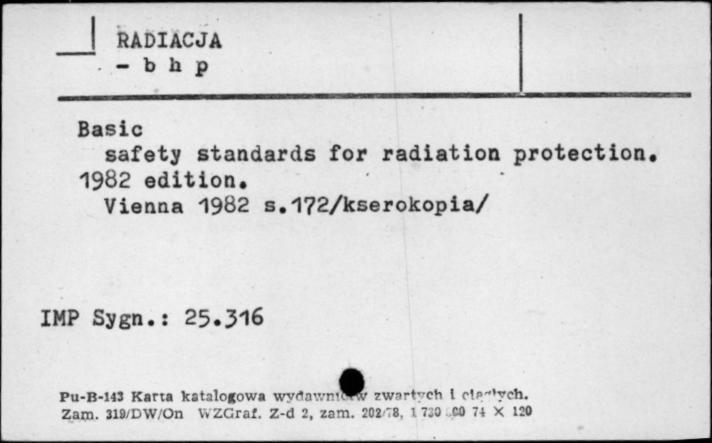 RADIACJA
- b h p
Basic
safety standards for radiation protection.
1982 edition.
Vienna 1982 s.172/kserokopia/
IMP Sygn.: 25.316
Pu-B-143 Karta katalogowa wydawnictw zwartych i ciągłych.
Zam. 319/DW/On WZGraf. Z-d 2, zam. 202/78, 1 730 000 74 × 120